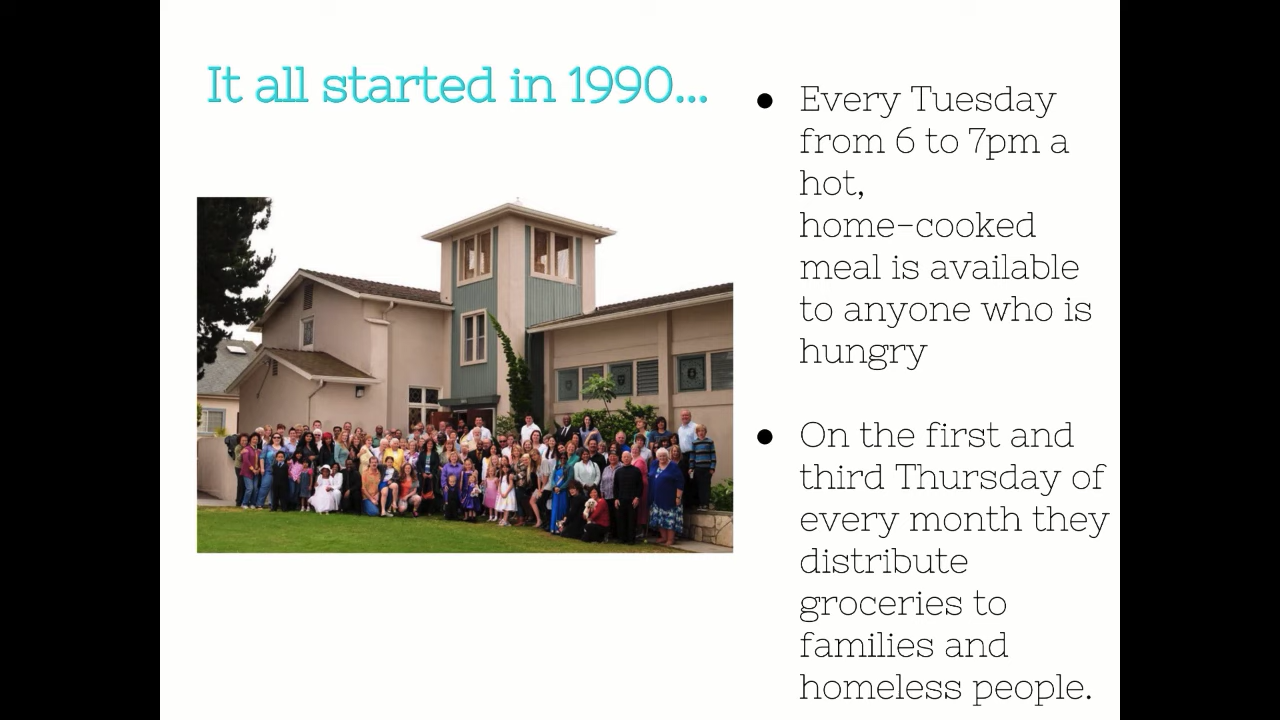 It all started in 1990...
● Every Tuesday
from 6 to 7pm a
hot,
home-cooked
meal is available
to anyone who is
hungry
● On the first and
third Thursday of
every month they
distribute
groceries to
families and
homeless people.